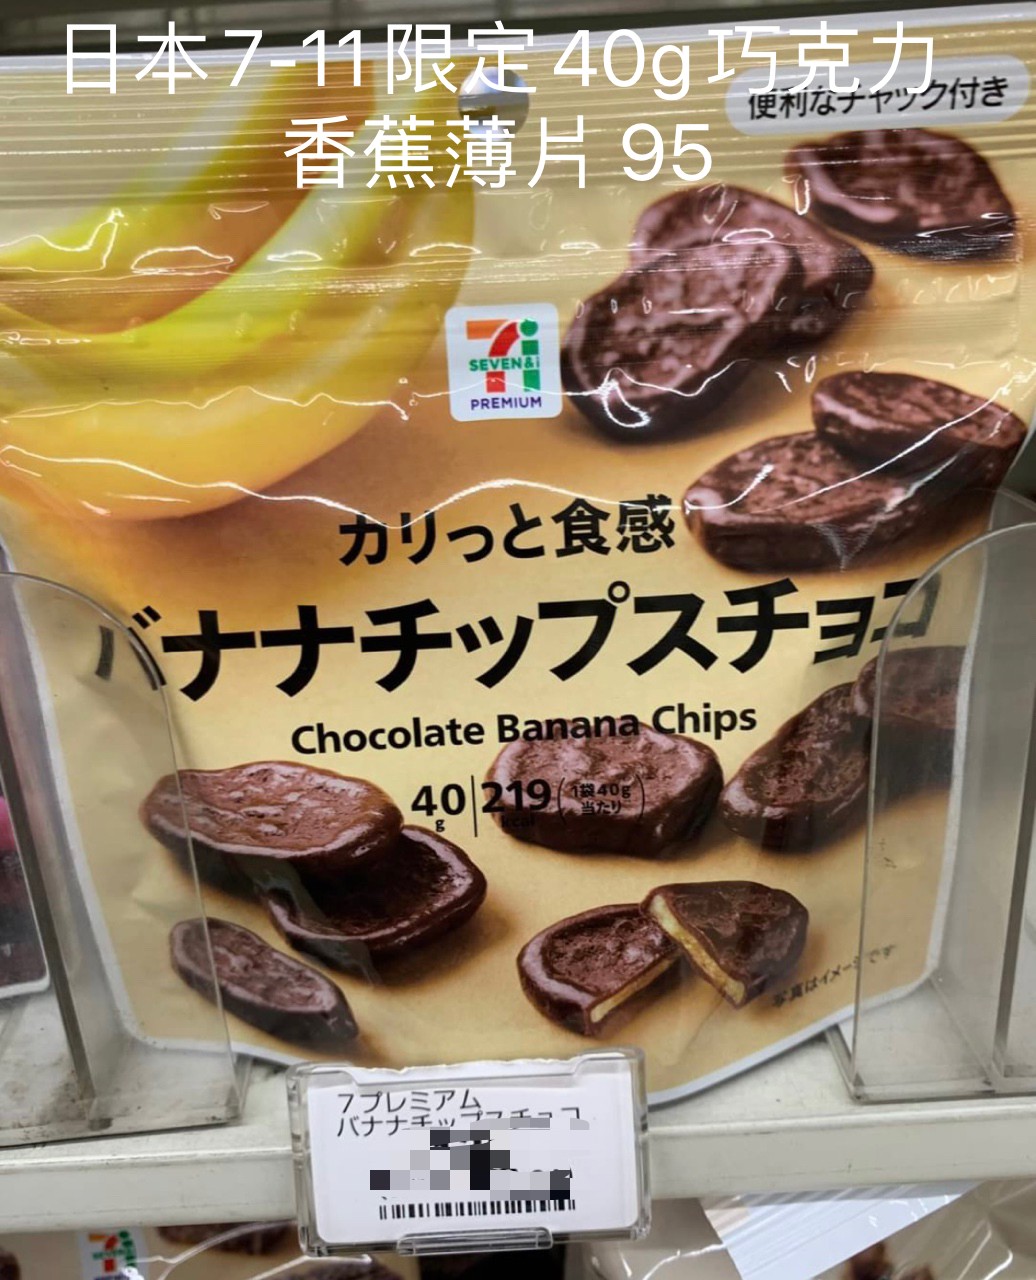 日本7-11限定40g巧克力
香蕉薄片 95
便利なチャック付き
7i
SEVEN&i
PREMIUM
カリっと食感
バナナチップスチョコ
Chocolate Banana Chips
40g 219kcal (1袋40g当たり)
写真はイメージです
7プレミアム
バナナチップスチョコ